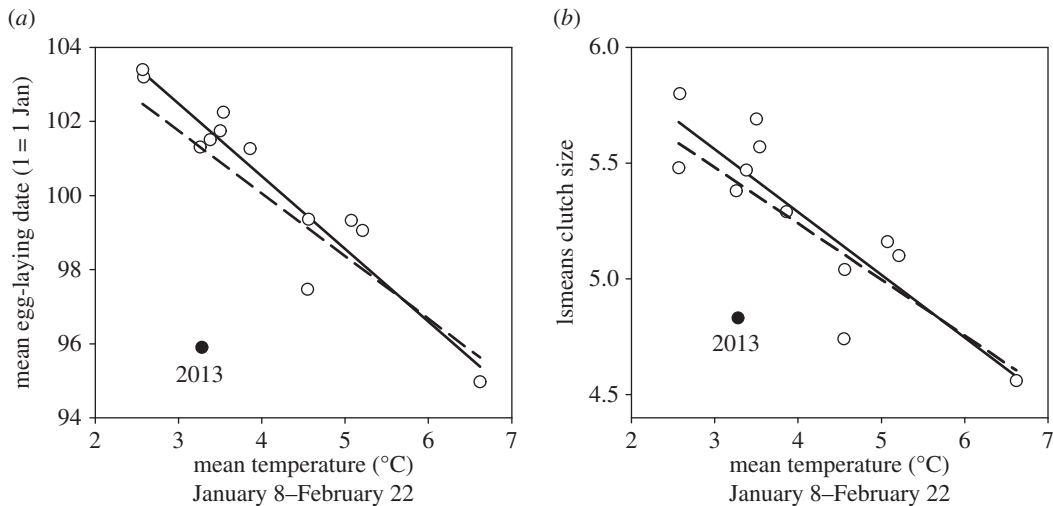 (a)
104
102
100
98
96
94
mean egg-laying date (1 = 1 Jan)
2013
2 3 4 5 6 7
mean temperature (°C)
January 8–February 22
(b)
6.0
5.5
5.0
4.5
lsmeans clutch size
2013
2 3 4 5 6 7
mean temperature (°C)
January 8–February 22